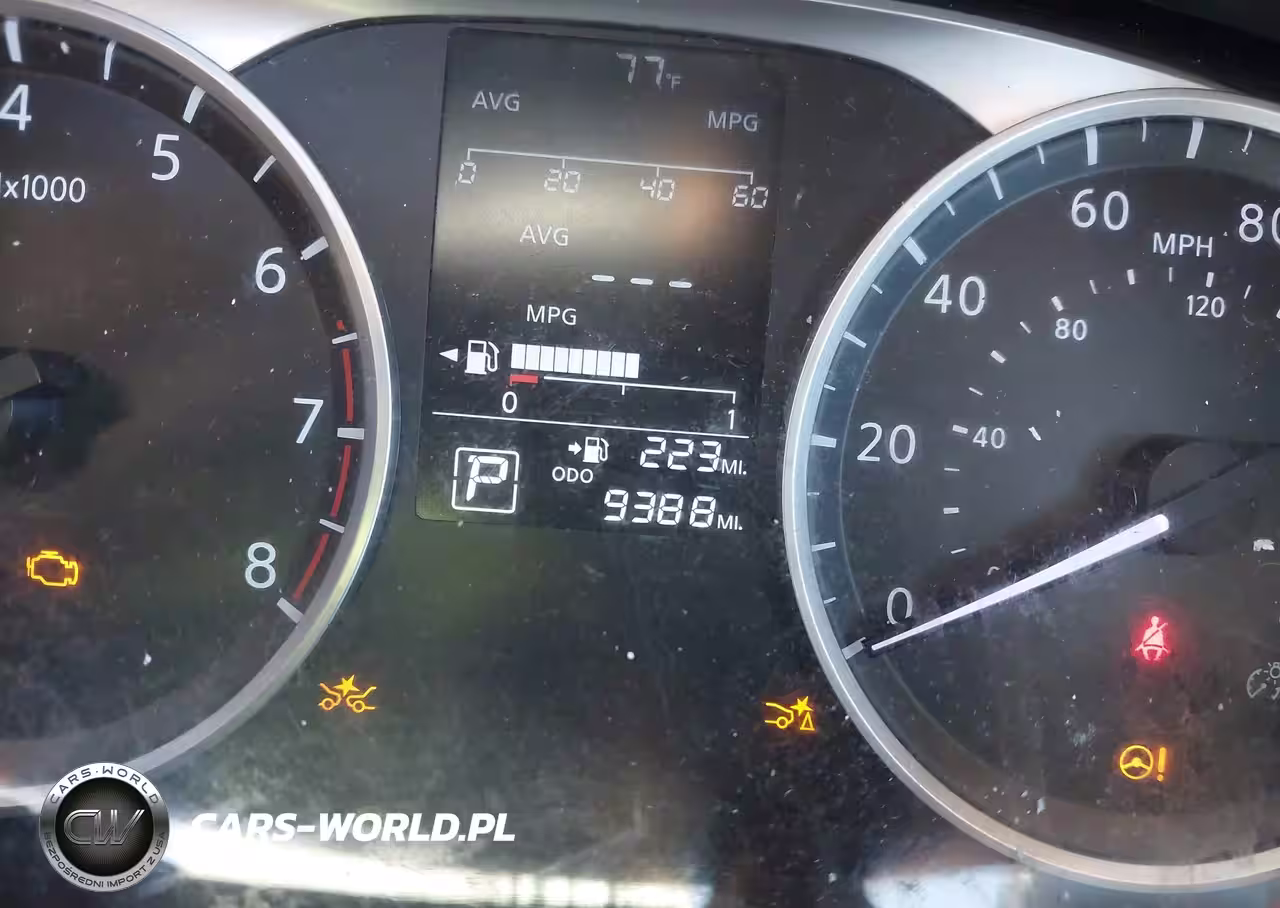 77°F
AVG
MPG
0 20 40 60
AVG
---
MPG
0 1
223 MI.
ODO
9388 MI.
P
4
5
x1000
6
7
8
60
80
MPH
40
120
80
20
40
0
CARS-WORLD
CW
BEZPOŚREDNI IMPORT Z USA
CARS-WORLD.PL